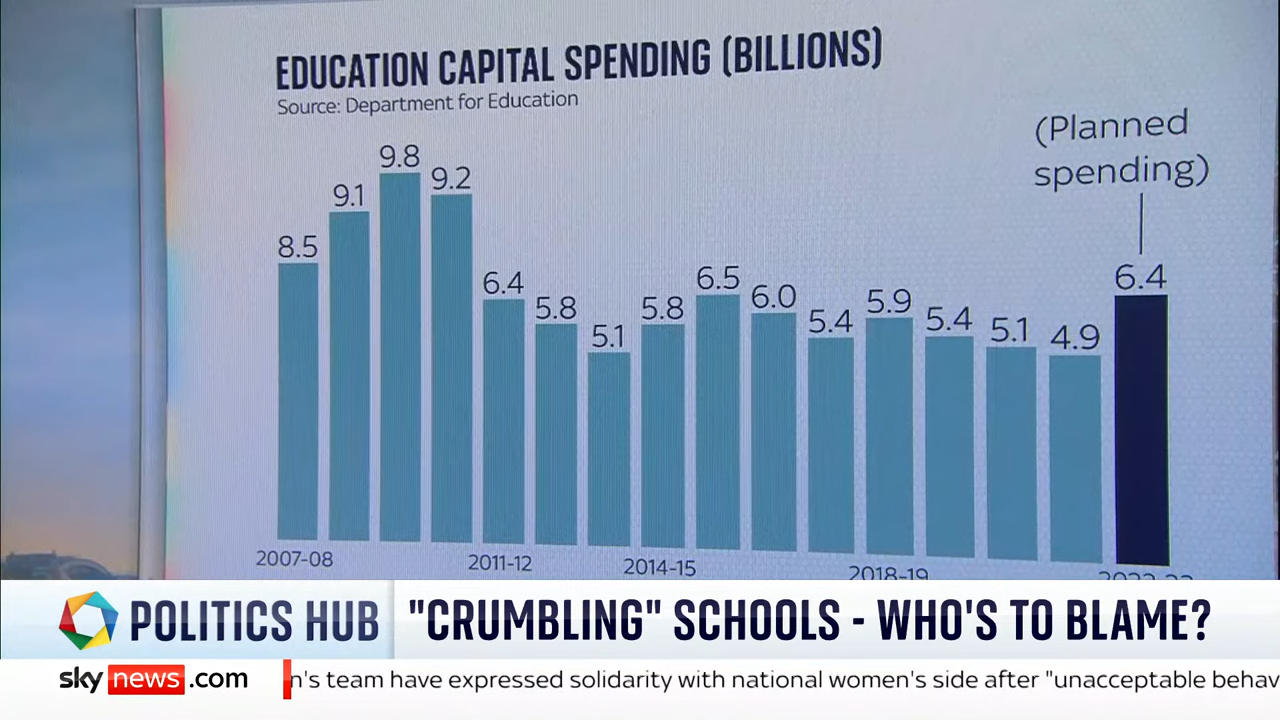 EDUCATION CAPITAL SPENDING (BILLIONS)
Source: Department for Education
(Planned
spending)
8.5
9.1
9.8
9.2
6.4
5.8
5.1
5.8
6.5
6.0
5.4
5.9
5.4
5.1
4.9
6.4
2007-08
2011-12
2014-15
2018-19
POLITICS HUB
"CRUMBLING" SCHOOLS - WHO'S TO BLAME?
sky news .com
n's team have expressed solidarity with national women's side after "unacceptable behav